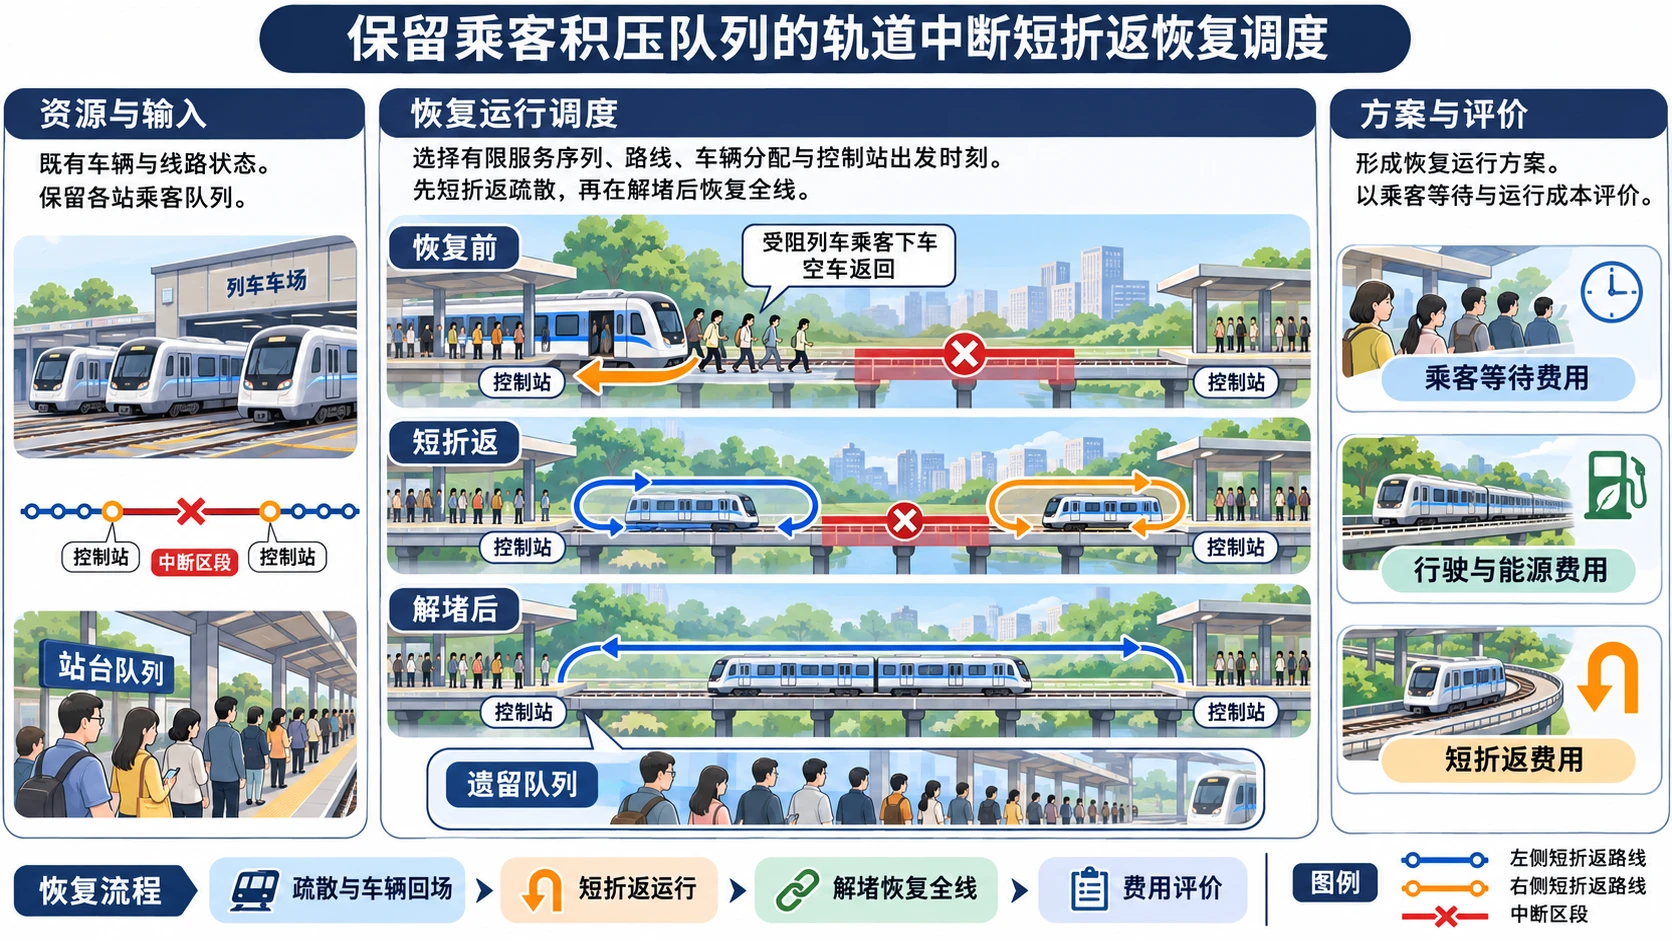 保留乘客积压队列的轨道中断短折返恢复调度
资源与输入
既有车辆与线路状态。
保留各站乘客队列。
列车车场
控制站
中断区段
控制站
站台队列
恢复运行调度
选择有限服务序列、路线、车辆分配与控制站出发时刻。
先短折返疏散，再在解堵后恢复全线。
恢复前
受阻列车乘客下车
空车返回
控制站
控制站
短折返
控制站
控制站
解堵后
控制站
控制站
遗留队列
方案与评价
形成恢复运行方案。
以乘客等待与运行成本评价。
乘客等待费用
行驶与能源费用
短折返费用
恢复流程
疏散与车辆回场
短折返运行
解堵恢复全线
费用评价
图例
左侧短折返路线
右侧短折返路线
中断区段